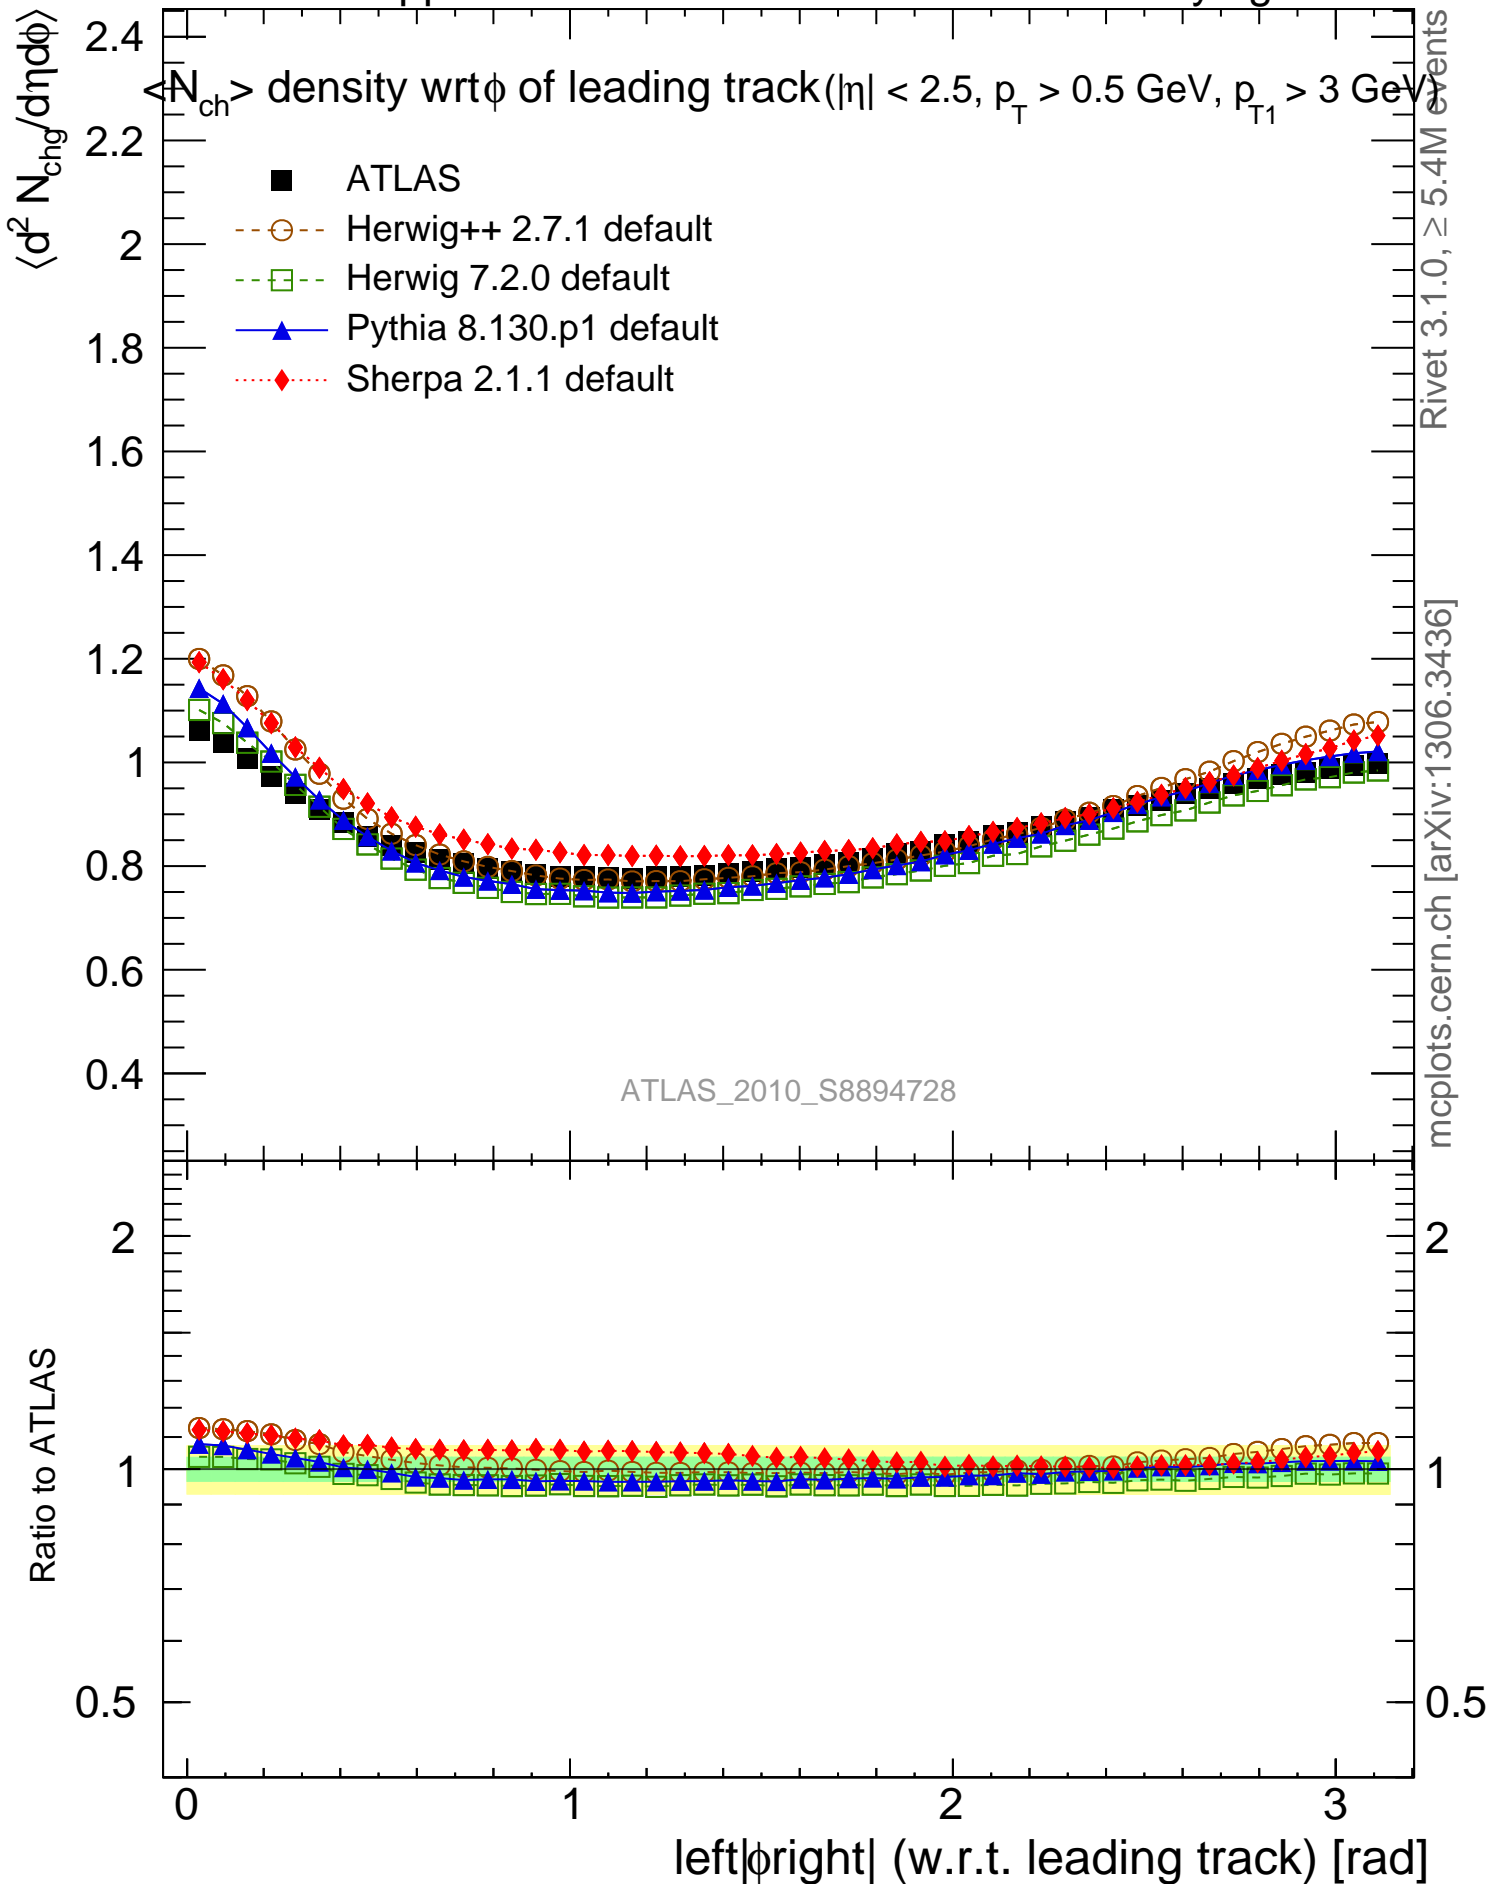 <N_ch> density wrt ϕ of leading track (|η| < 2.5, p_T > 0.5 GeV, p_T1 > 3 GeV)
⟨d² N_chg/dηdϕ⟩
ATLAS
Herwig++ 2.7.1 default
Herwig 7.2.0 default
Pythia 8.130.p1 default
Sherpa 2.1.1 default
2.4
2.2
2
1.8
1.6
1.4
1.2
1
0.8
0.6
0.4
ATLAS_2010_S8894728
Rivet 3.1.0, ≥ 5.4M events
mcplots.cern.ch [arXiv:1306.3436]
Ratio to ATLAS
2
1
0.5
2
1
0.5
0
1
2
3
left|ϕright| (w.r.t. leading track) [rad]